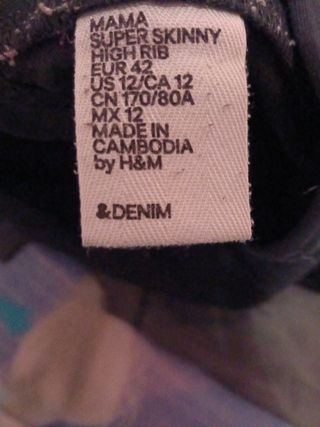 MAMA
SUPER SKINNY
HIGH RIB
EUR 42
US 12/CA 12
CN 170/80A
MX 12
MADE IN
CAMBODIA
by H&M
&DENIM